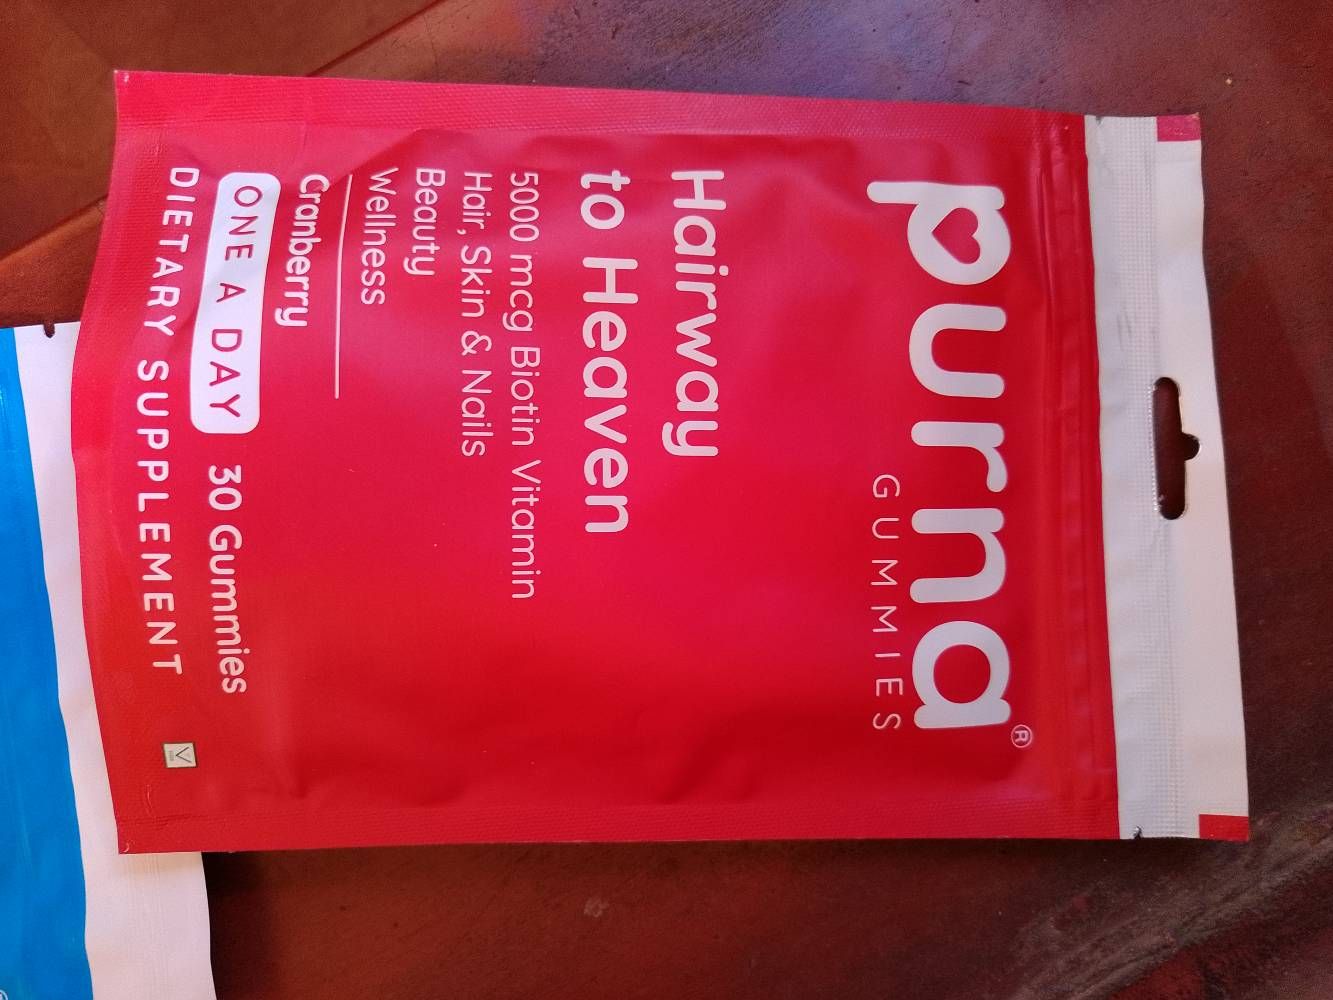 purna®
GUMMIES
Hairway
to Heaven
5000 mcg Biotin Vitamin
Hair, Skin & Nails
Beauty
Wellness
Cranberry
ONE A DAY 30 Gummies
DIETARY SUPPLEMENT